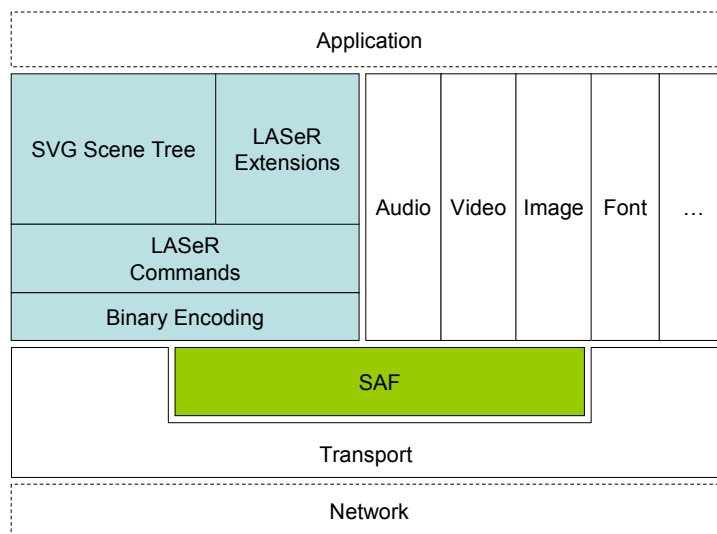 Application
SVG Scene Tree
LASeR
Extensions
Audio
Video
Image
Font
…
LASeR
Commands
Binary Encoding
SAF
Transport
Network